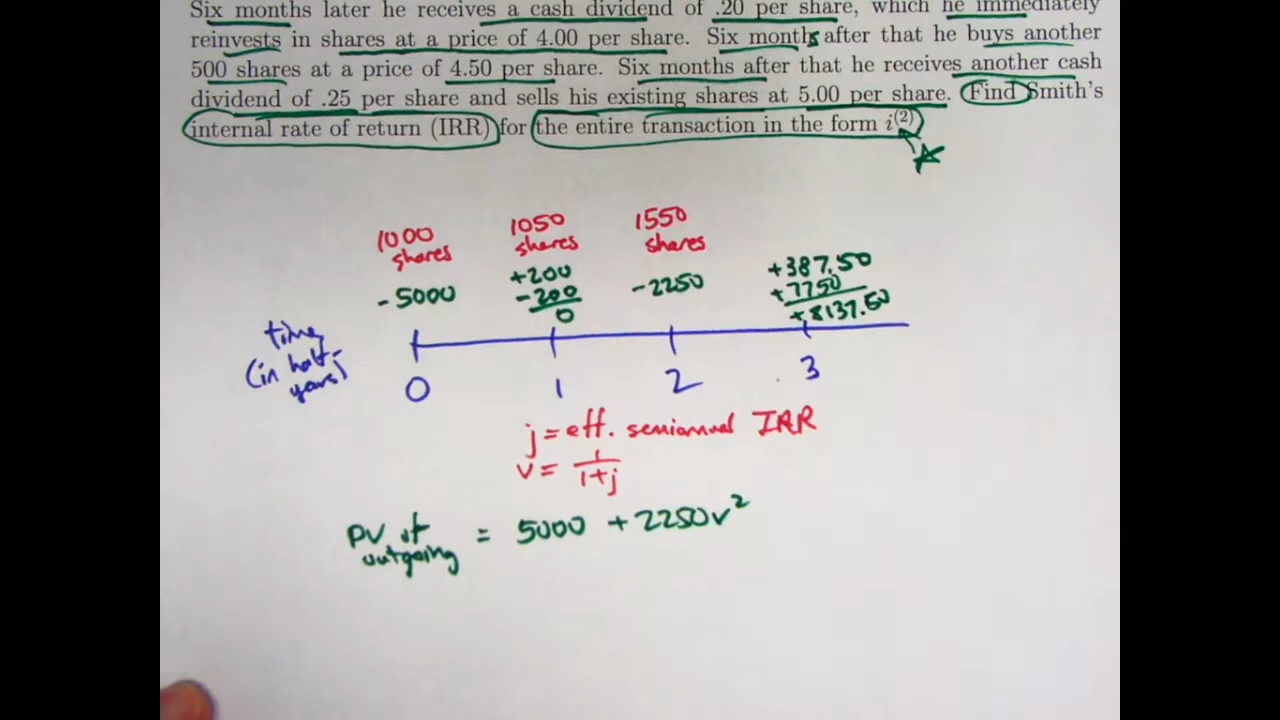 Six months later he receives a cash dividend of .20 per share, which he immediately
reinvests in shares at a price of 4.00 per share. Six months after that he buys another
500 shares at a price of 4.50 per share. Six months after that he receives another cash
dividend of .25 per share and sells his existing shares at 5.00 per share. Find Smith's
internal rate of return (IRR) for the entire transaction in the form i^(2)
1000 shares
1050 shares
1550 shares
-5000
+200
-200
0
-2250
+387.50
+7750
+8137.50
time
(in half-
years)
0 1 2 3
j = eff. semiannual IRR
v = 1/(1+j)
PV of outgoing = 5000 + 2250v²